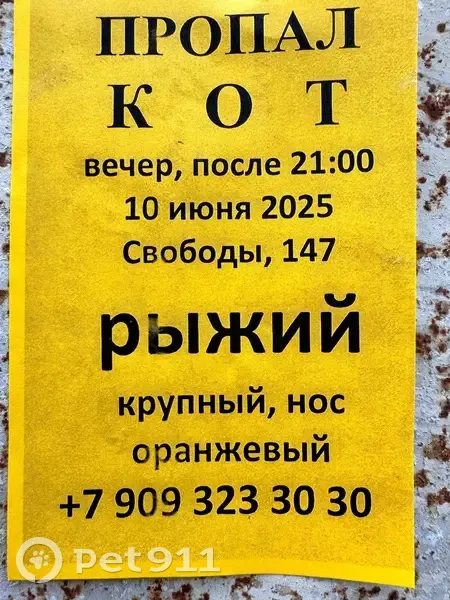 ПРОПАЛ
К О Т
вечер, после 21:00
10 июня 2025
Свободы, 147
рыжий
крупный, нос
оранжевый
+7 909 323 30 30
Pet911